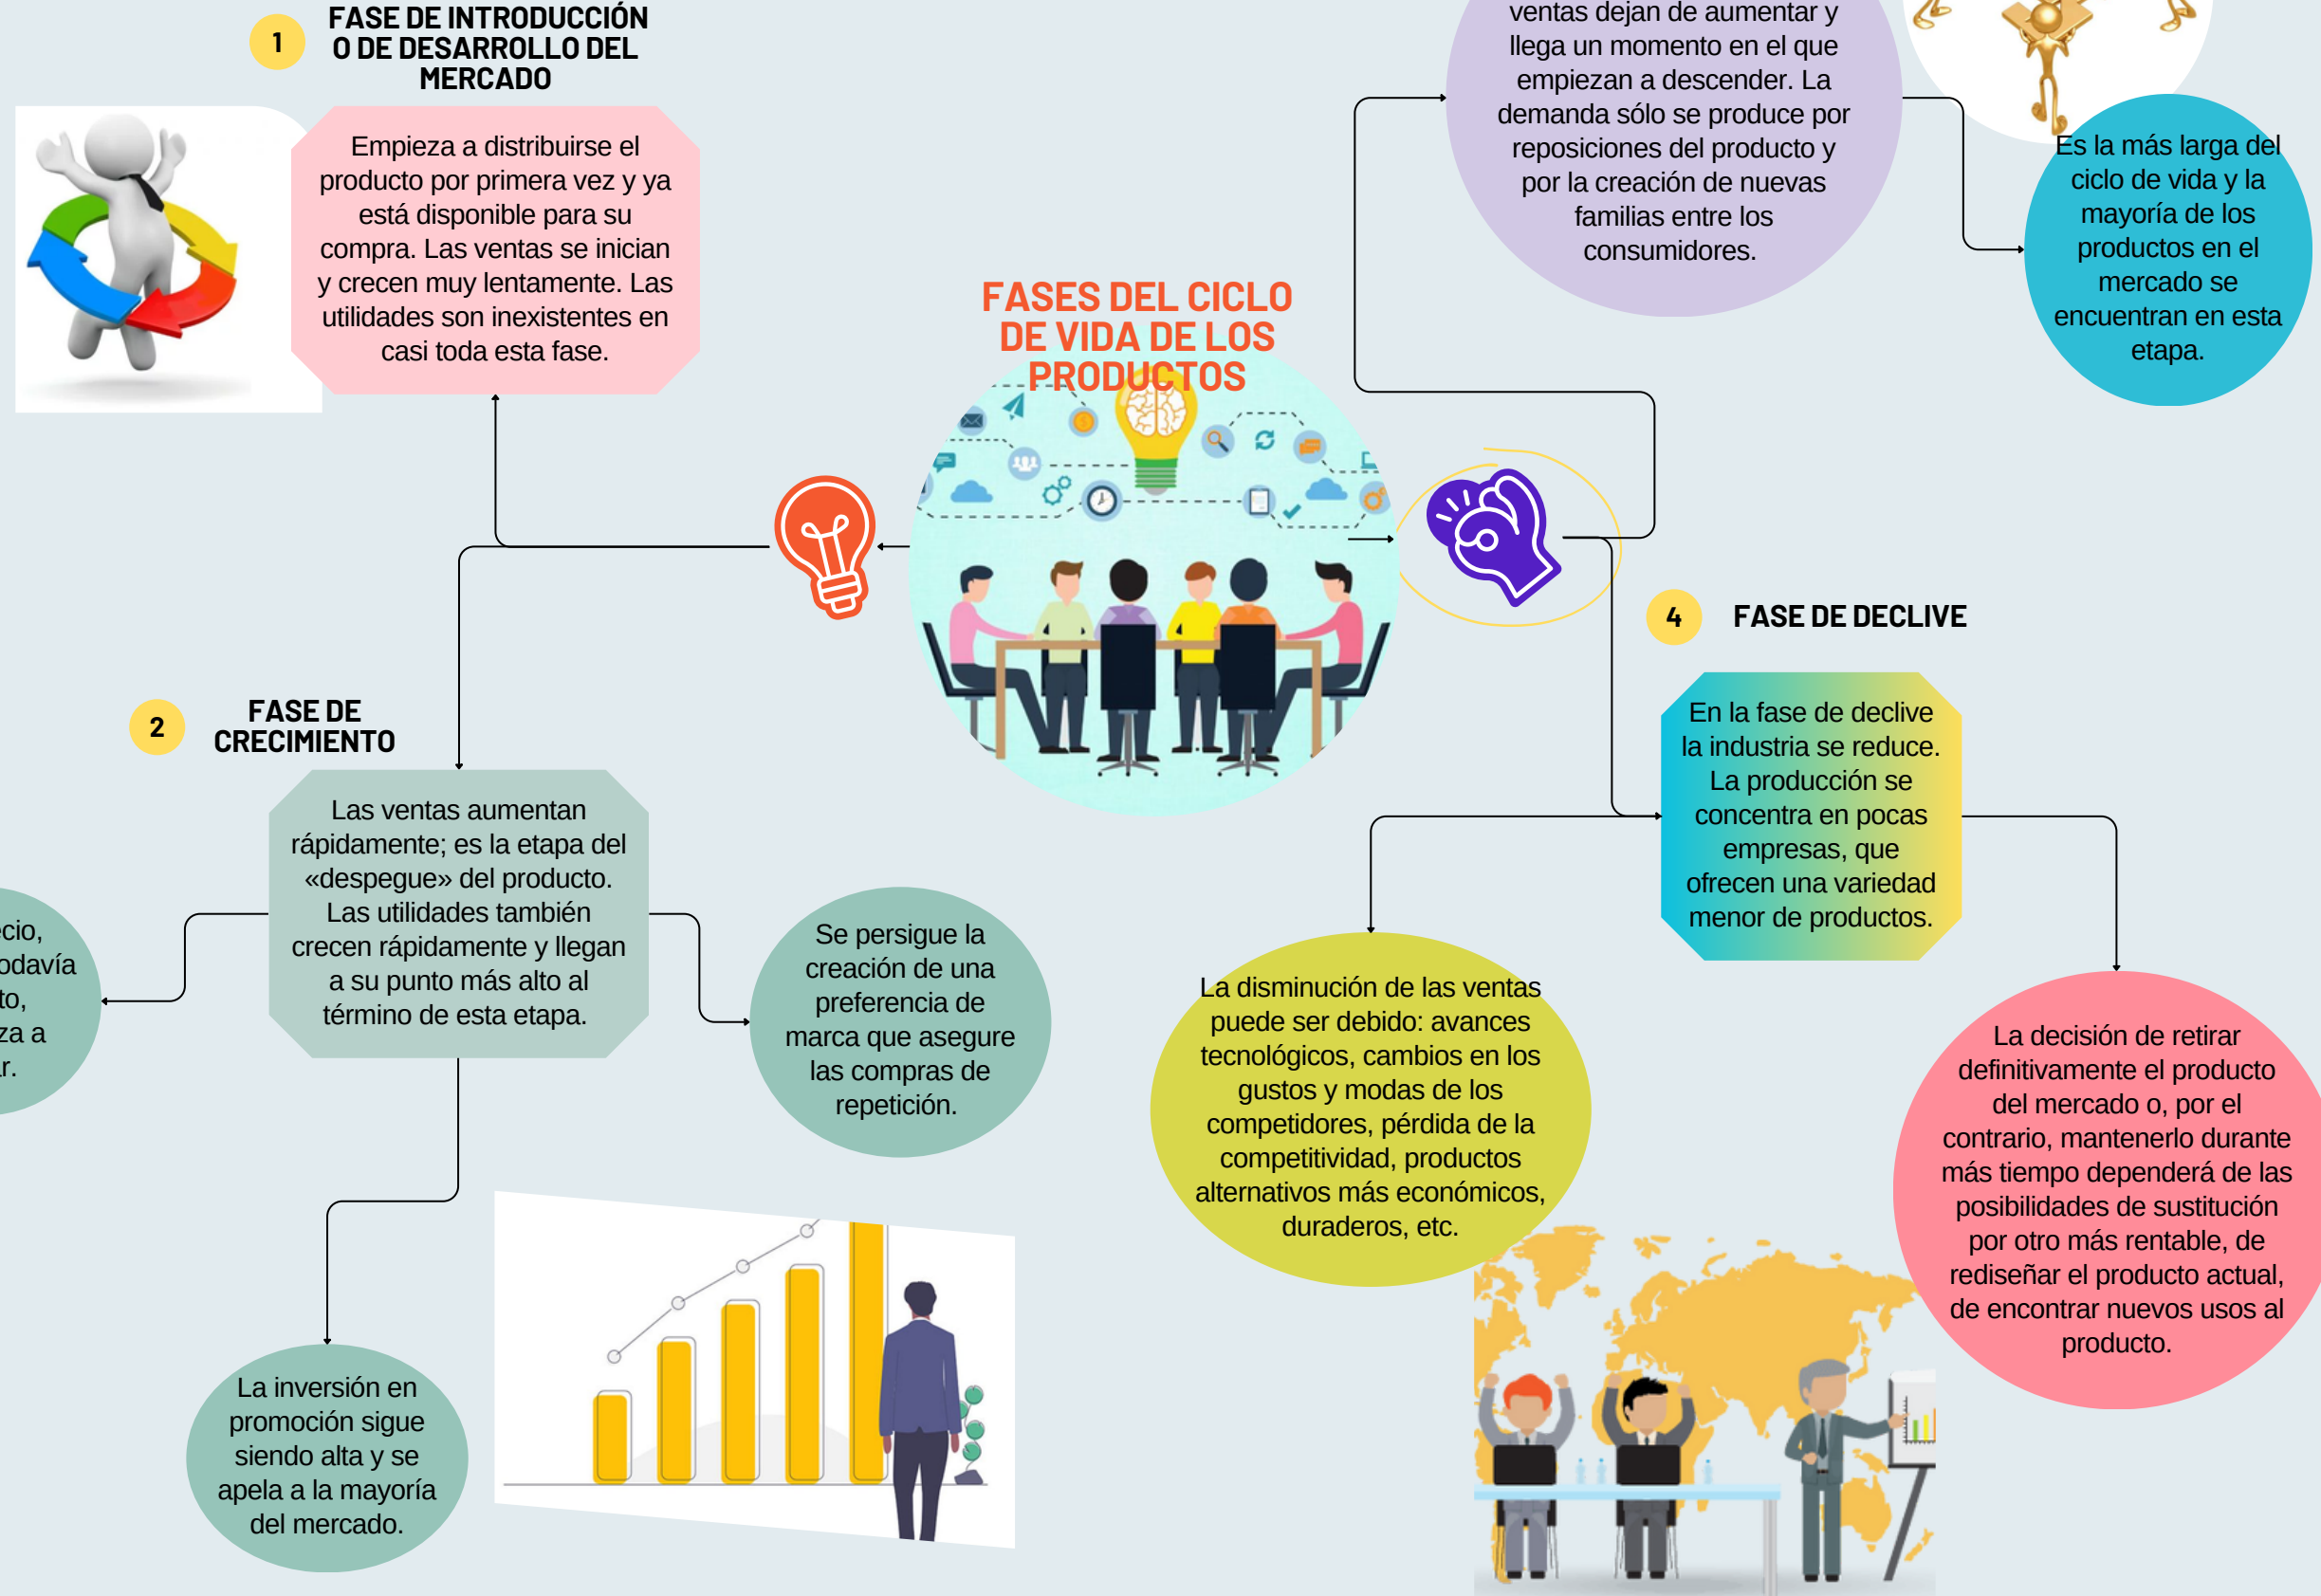 FASES DEL CICLO
DE VIDA DE LOS
PRODUCTOS
1
FASE DE INTRODUCCIÓN
O DE DESARROLLO DEL
MERCADO
Empieza a distribuirse el
producto por primera vez y ya
está disponible para su
compra. Las ventas se inician
y crecen muy lentamente. Las
utilidades son inexistentes en
casi toda esta fase.
2
FASE DE
CRECIMIENTO
Las ventas aumentan
rápidamente; es la etapa del
«despegue» del producto.
Las utilidades también
crecen rápidamente y llegan
a su punto más alto al
término de esta etapa.
Se persigue la
creación de una
preferencia de
marca que asegure
las compras de
repetición.
La inversión en
promoción sigue
siendo alta y se
apela a la mayoría
del mercado.
ventas dejan de aumentar y
llega un momento en el que
empiezan a descender. La
demanda sólo se produce por
reposiciones del producto y
por la creación de nuevas
familias entre los
consumidores.
Es la más larga del
ciclo de vida y la
mayoría de los
productos en el
mercado se
encuentran en esta
etapa.
4
FASE DE DECLIVE
En la fase de declive
la industria se reduce.
La producción se
concentra en pocas
empresas, que
ofrecen una variedad
menor de productos.
La disminución de las ventas
puede ser debido: avances
tecnológicos, cambios en los
gustos y modas de los
competidores, pérdida de la
competitividad, productos
alternativos más económicos,
duraderos, etc.
La decisión de retirar
definitivamente el producto
del mercado o, por el
contrario, mantenerlo durante
más tiempo dependerá de las
posibilidades de sustitución
por otro más rentable, de
rediseñar el producto actual,
de encontrar nuevos usos al
producto.